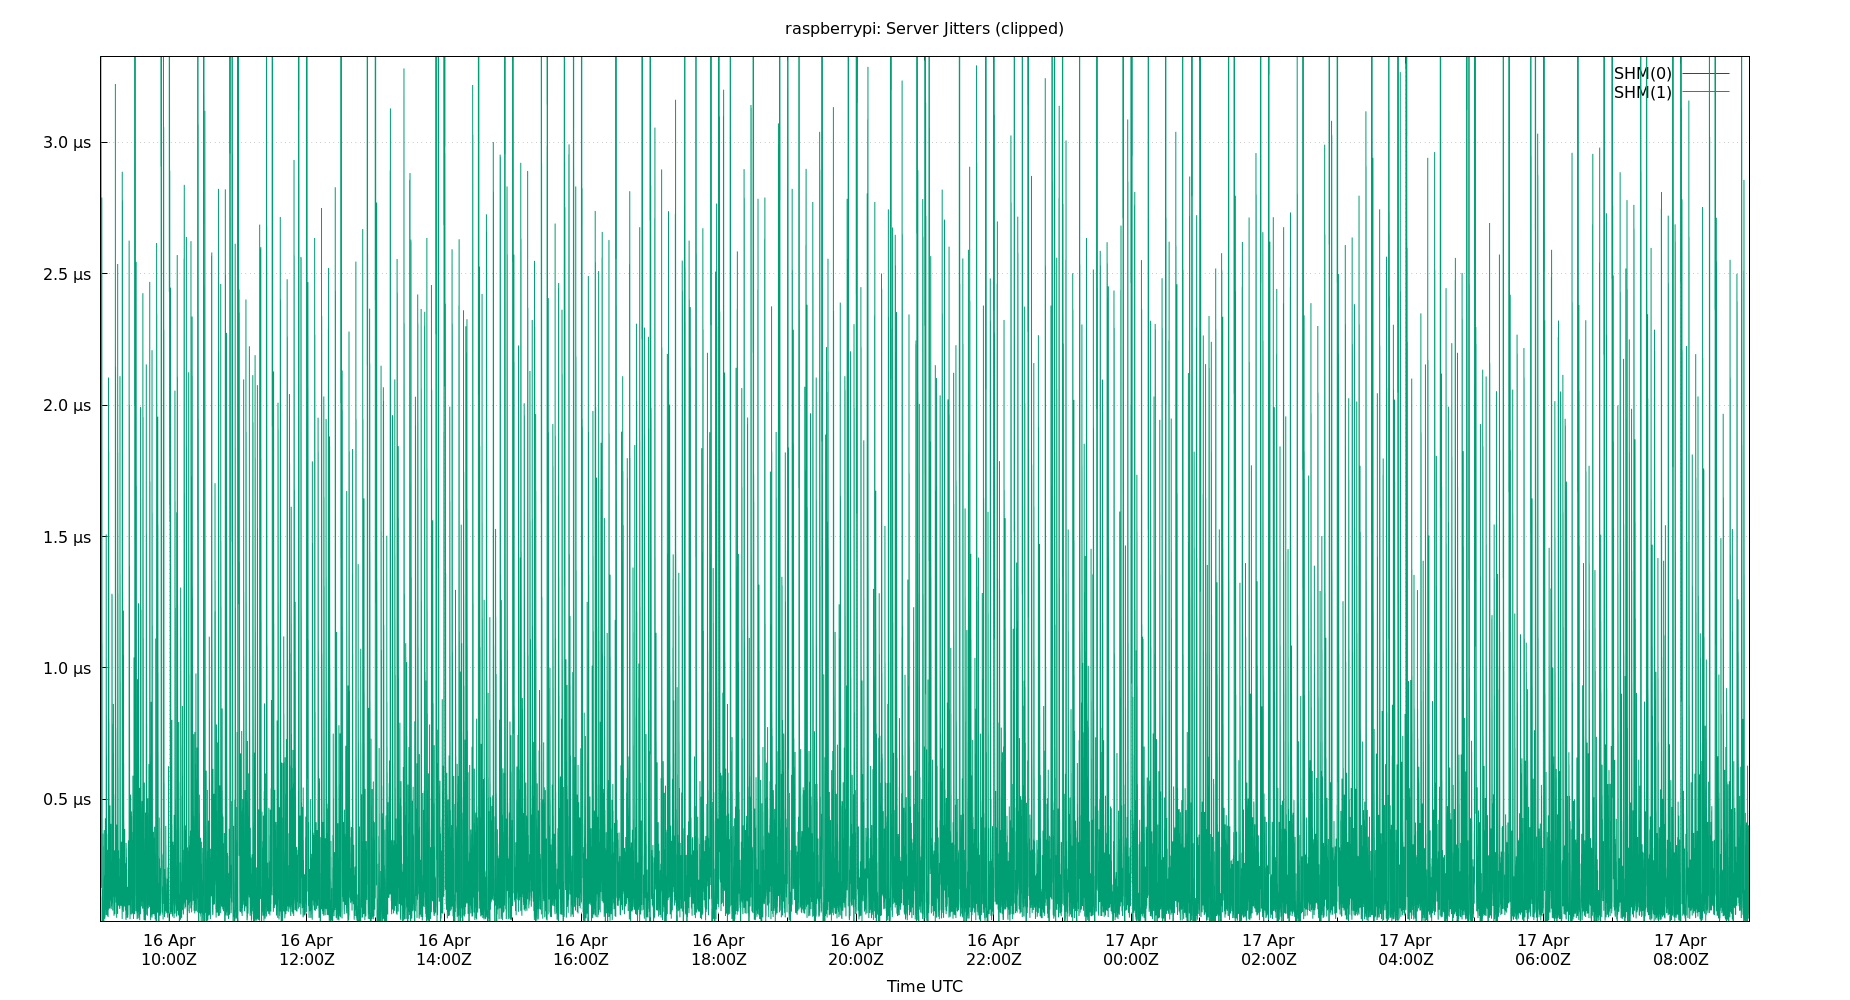 raspberrypi: Server Jitters (clipped)
SHM(0)
SHM(1)
3.0 µs
2.5 µs
2.0 µs
1.5 µs
1.0 µs
0.5 µs
16 Apr 16 Apr 16 Apr 16 Apr 16 Apr 16 Apr 16 Apr 17 Apr 17 Apr 17 Apr 17 Apr 17 Apr
10:00Z 12:00Z 14:00Z 16:00Z 18:00Z 20:00Z 22:00Z 00:00Z 02:00Z 04:00Z 06:00Z 08:00Z
Time UTC